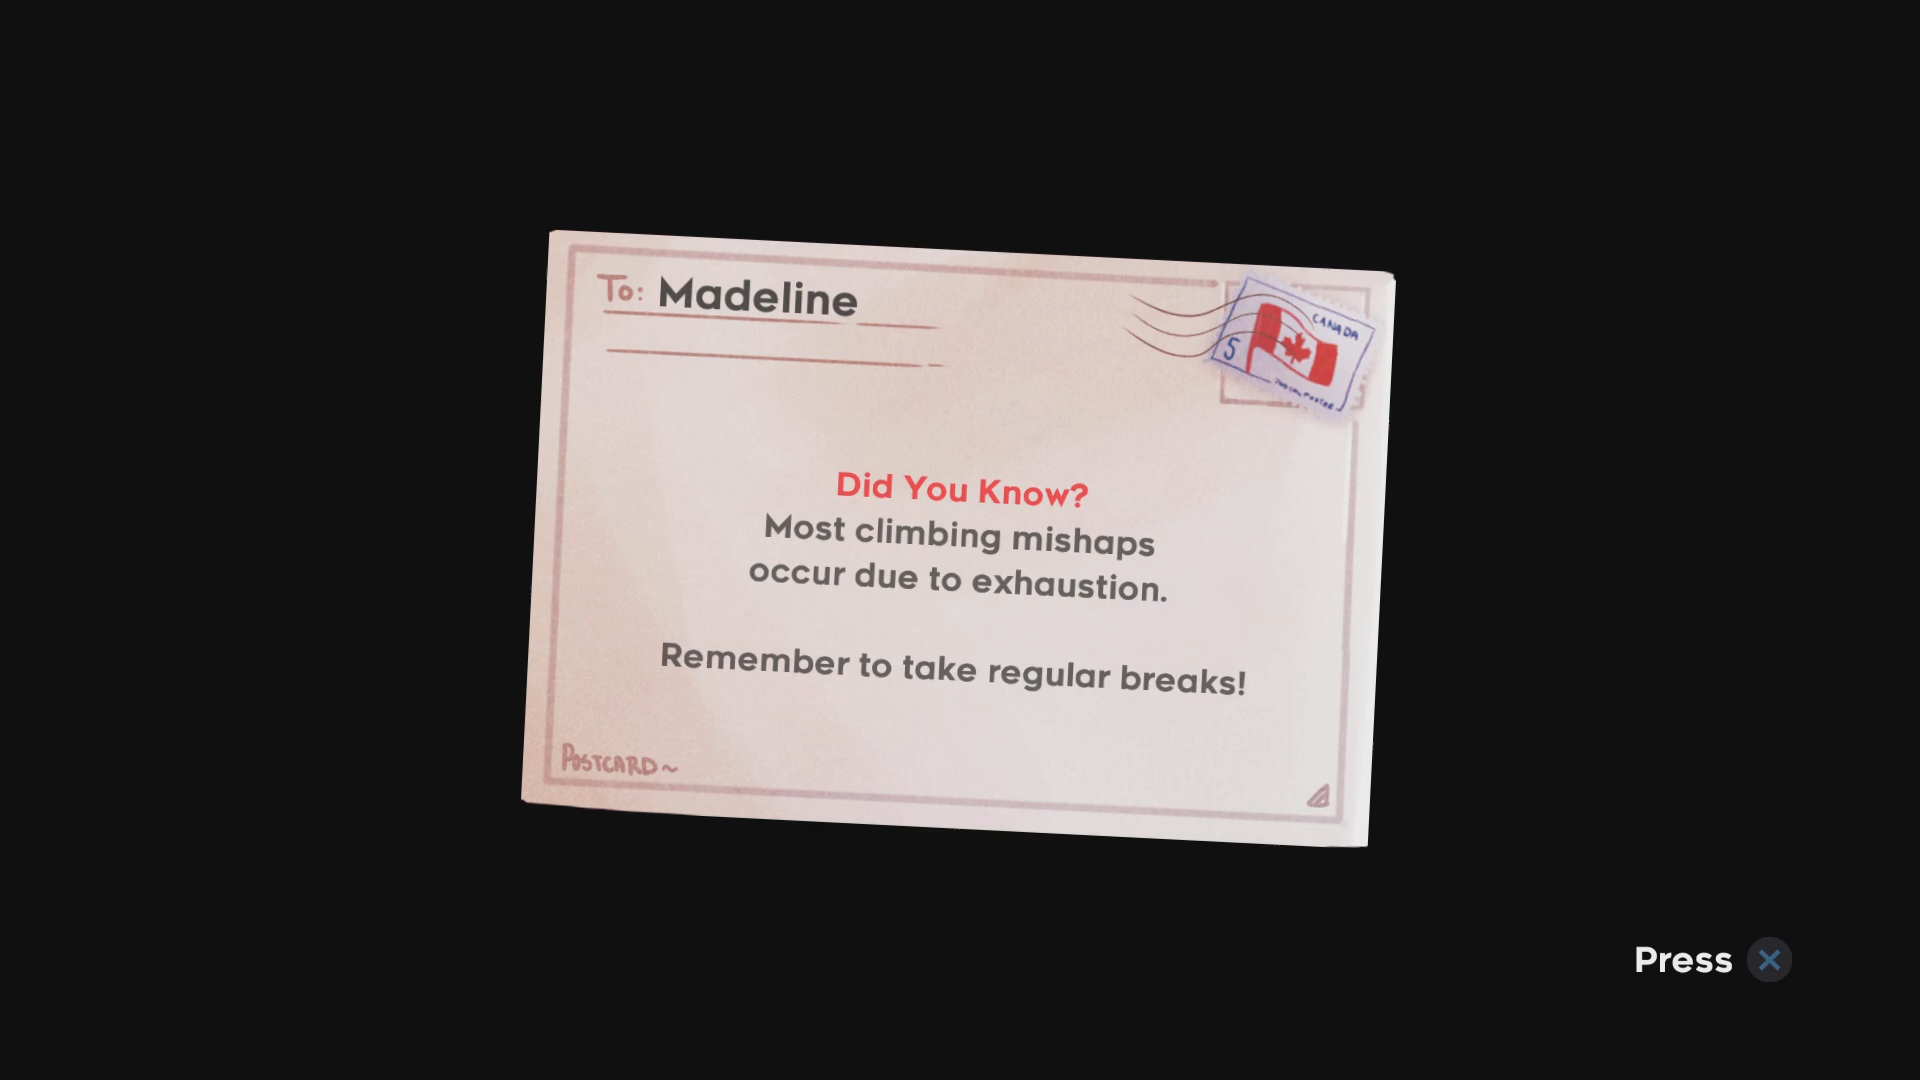 To: Madeline
CANADA
5
Did You Know?
Most climbing mishaps
occur due to exhaustion.
Remember to take regular breaks!
POSTCARD~
Press